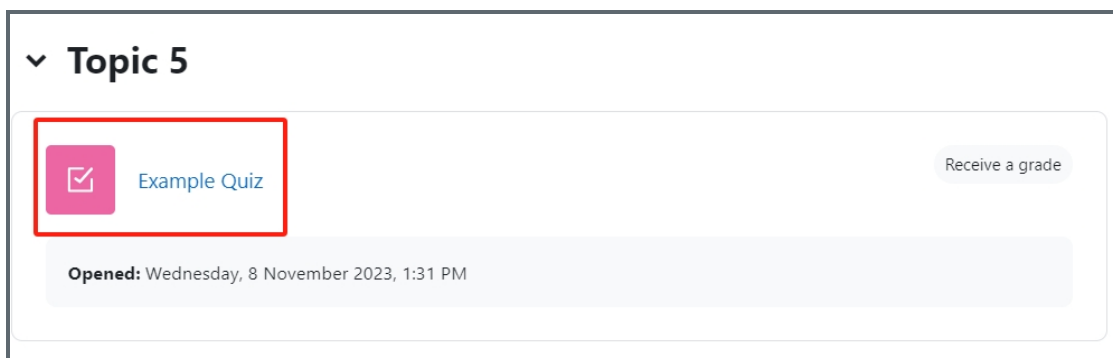 Topic 5
Example Quiz
Receive a grade
Opened: Wednesday, 8 November 2023, 1:31 PM